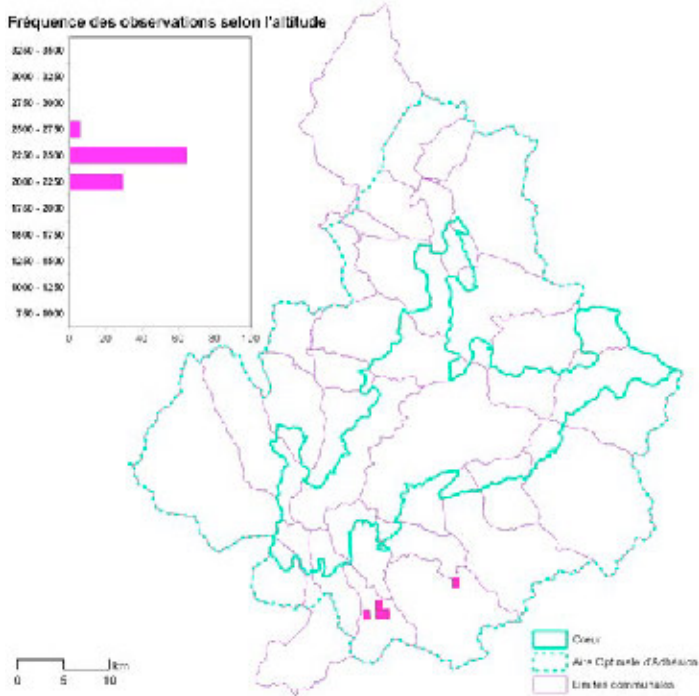 Fréquence des observations selon l'altitude
3250 - 3500
3000 - 3250
2750 - 3000
2500 - 2750
2250 - 2500
2000 - 2250
1750 - 2000
1500 - 1750
1250 - 1500
1000 - 1250
750 - 1000
0 20 40 60 80 100
Coeur
Aire Optimale d'Adhésion
Limites communales
km
0 5 10